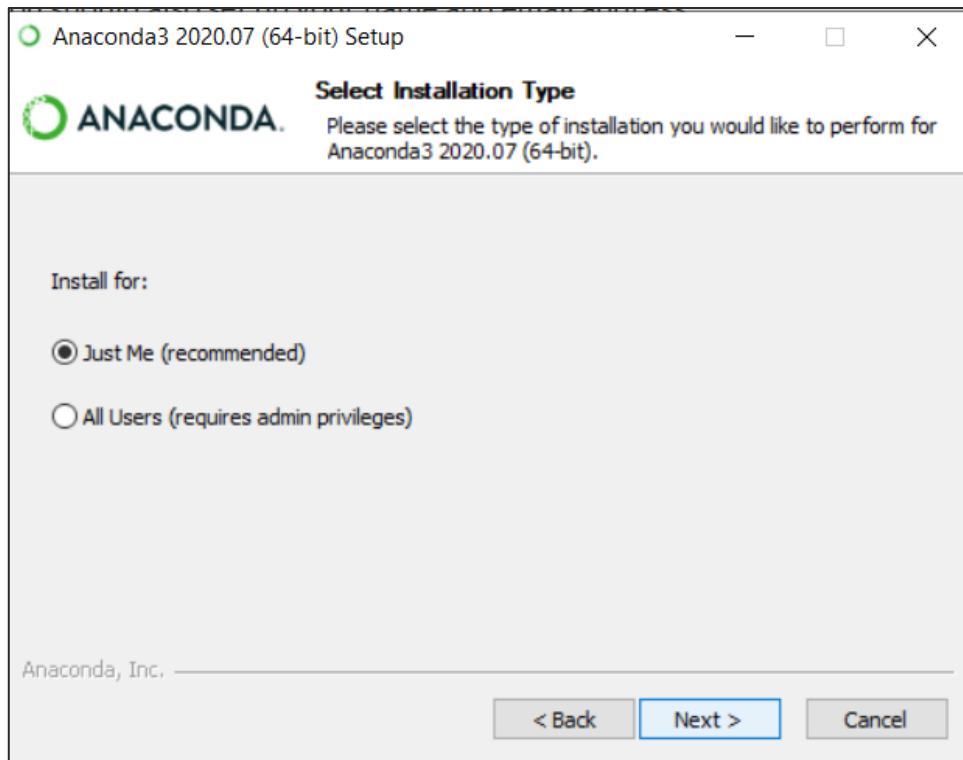 Anaconda3 2020.07 (64-bit) Setup
ANACONDA.
Select Installation Type
Please select the type of installation you would like to perform for
Anaconda3 2020.07 (64-bit).
Install for:
Just Me (recommended)
All Users (requires admin privileges)
Anaconda, Inc.
< Back
Next >
Cancel